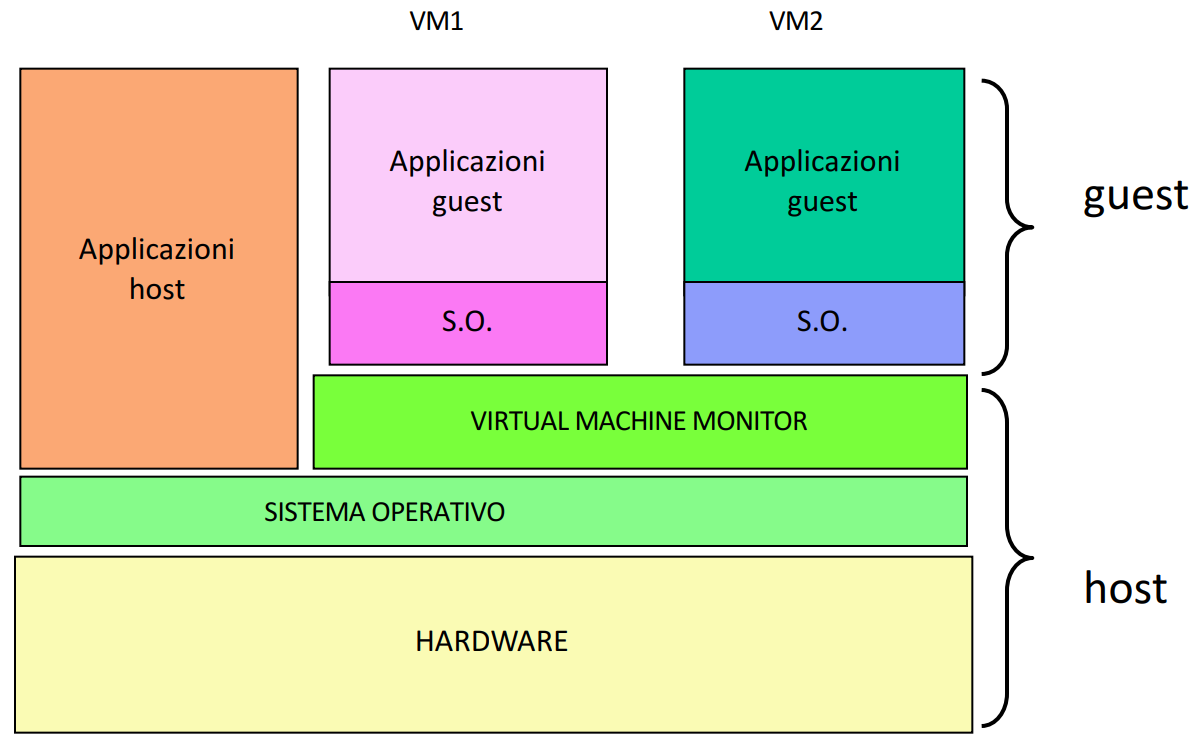 VM1
VM2
Applicazioni
host
Applicazioni
guest
S.O.
Applicazioni
guest
S.O.
guest
VIRTUAL MACHINE MONITOR
SISTEMA OPERATIVO
HARDWARE
host